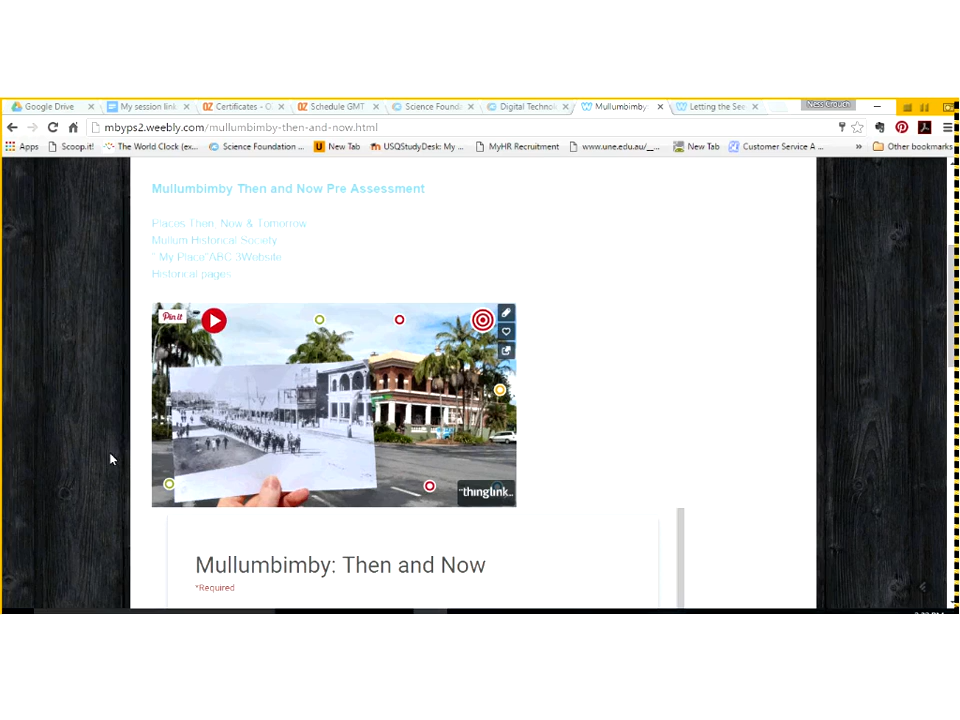 Google Drive
My session link
Certificates - O
Schedule GMT
Science Found
Digital Techno
Mullumbimby
Letting the See
Ness Crouch
mbyps2.weebly.com/mullumbimby-then-and-now.html
Apps
Scoop.it!
The World Clock (ex...
Science Foundation ...
New Tab
USQStudyDesk: My ...
MyHR Recruitment
www.une.edu.au/__...
New Tab
Customer Service A ...
»
Other bookmarks
Mullumbimby Then and Now Pre Assessment
Places Then, Now & Tomorrow
Mullum Historical Society
" My Place"ABC 3Website
Historical pages
Pin it
"thinglink..
Mullumbimby: Then and Now
*Required